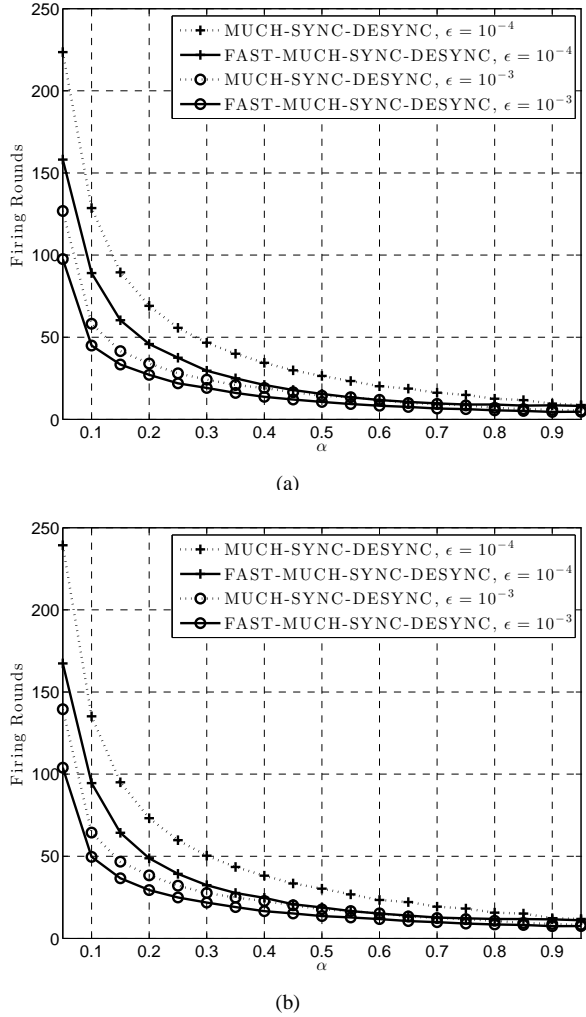 250
200
150
100
50
0
Firing Rounds
MUCH-SYNC-DESYNC, ϵ = 10⁻⁴
FAST-MUCH-SYNC-DESYNC, ϵ = 10⁻⁴
MUCH-SYNC-DESYNC, ϵ = 10⁻³
FAST-MUCH-SYNC-DESYNC, ϵ = 10⁻³
0.1 0.2 0.3 0.4 0.5 0.6 0.7 0.8 0.9
α
(a)
250
200
150
100
50
0
Firing Rounds
MUCH-SYNC-DESYNC, ϵ = 10⁻⁴
FAST-MUCH-SYNC-DESYNC, ϵ = 10⁻⁴
MUCH-SYNC-DESYNC, ϵ = 10⁻³
FAST-MUCH-SYNC-DESYNC, ϵ = 10⁻³
0.1 0.2 0.3 0.4 0.5 0.6 0.7 0.8 0.9
α
(b)